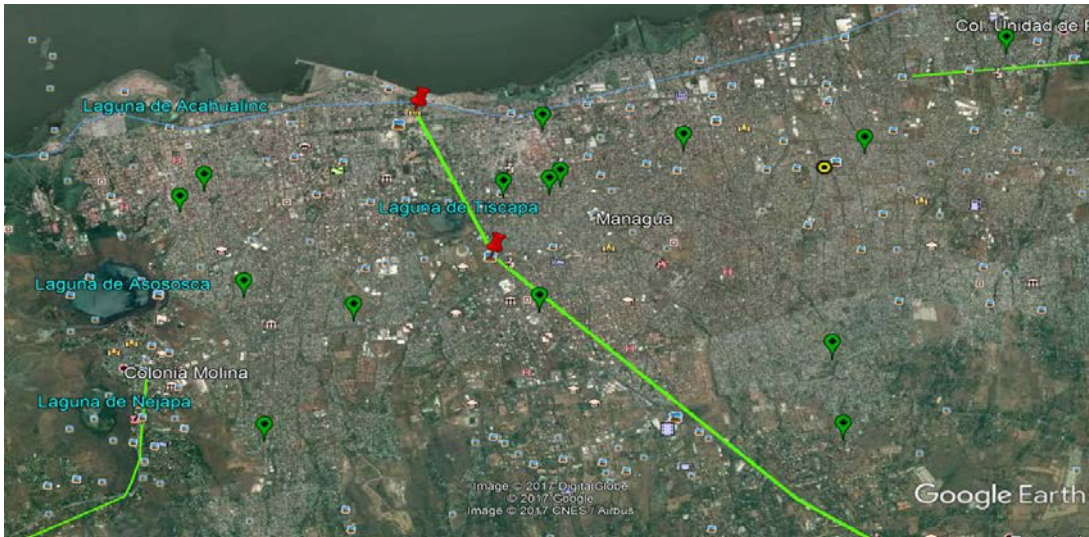 Col. Unidad de P
Laguna de Acahualinc
Laguna de Tiscapa
Managua
Laguna de Asososca
Colonia Molina
Laguna de Nejapa
Image © 2017 DigitalGlobe
© 2017 Google
Image © 2017 CNES / Airbus
Google Earth